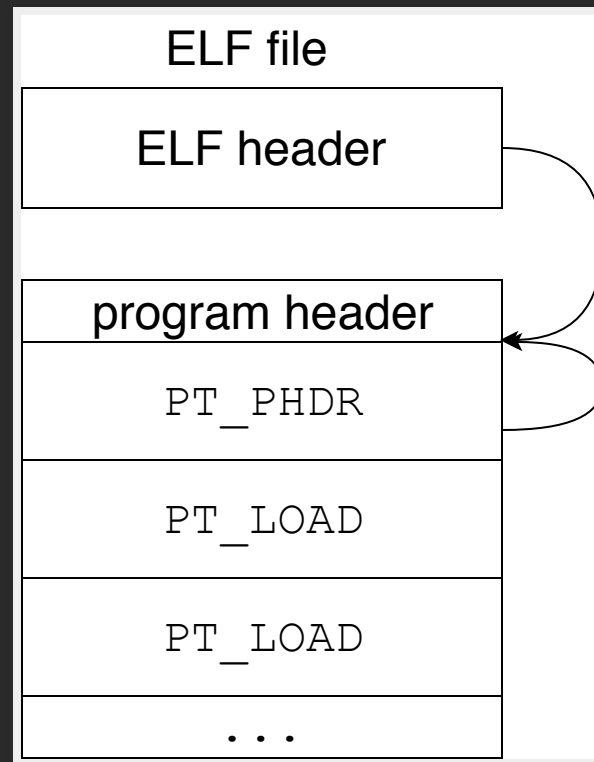 ELF file
ELF header
program header
PT_PHDR
PT_LOAD
PT_LOAD
...